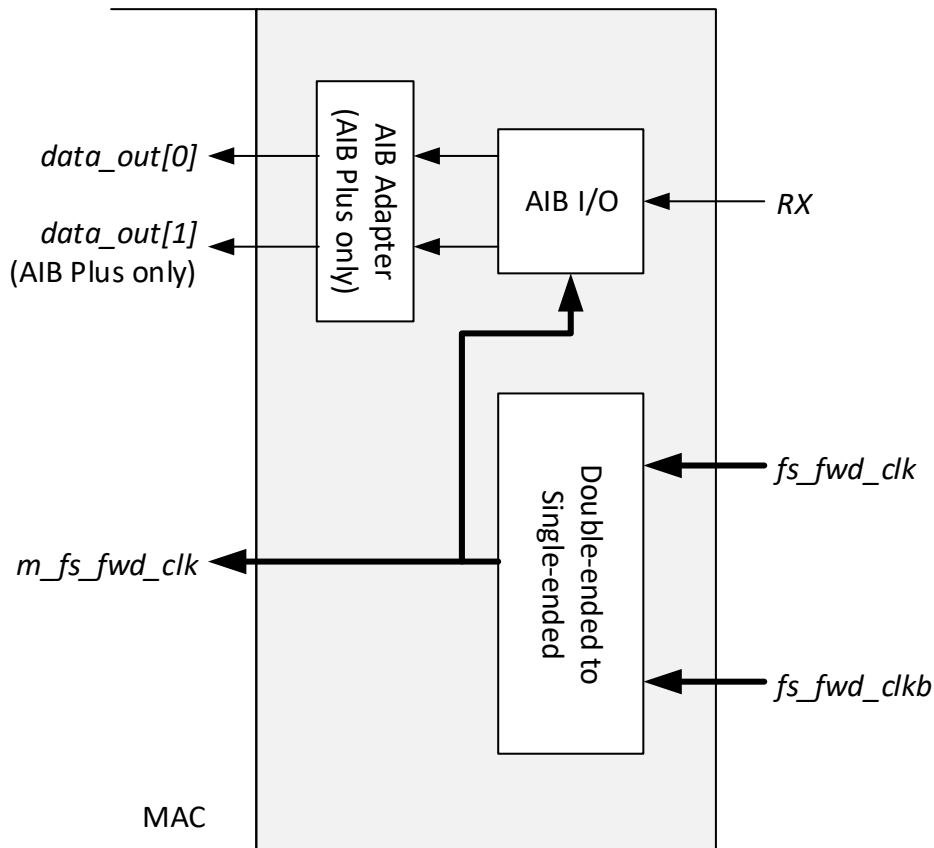 data_out[0]
data_out[1]
(AIB Plus only)
AIB Adapter
(AIB Plus only)
AIB I/O
RX
m_fs_fwd_clk
Double-ended to
Single-ended
fs_fwd_clk
fs_fwd_clkb
MAC